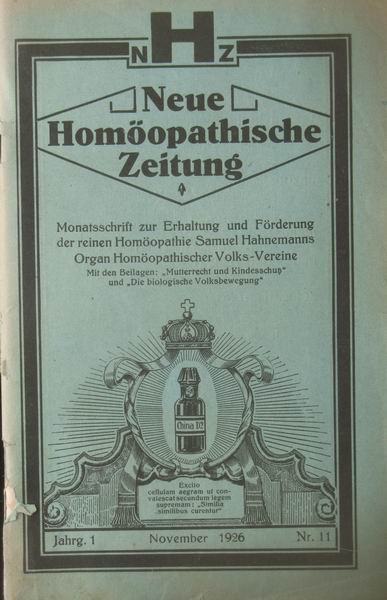 NHZ
Neue
Homöopathische
Zeitung
Monatsschrift zur Erhaltung und Förderung
der reinen Homöopathie Samuel Hahnemanns
Organ Homöopathischer Volks-Vereine
Mit den Beilagen: „Mutterrecht und Kindesschutz“
und „Die biologische Volksbewegung“
China D2
Excito
cellulam aegram ut con-
valescat secundum legem
supremam: „Similia
similibus curentur“
Jahrg. 1 November 1926 Nr. 11